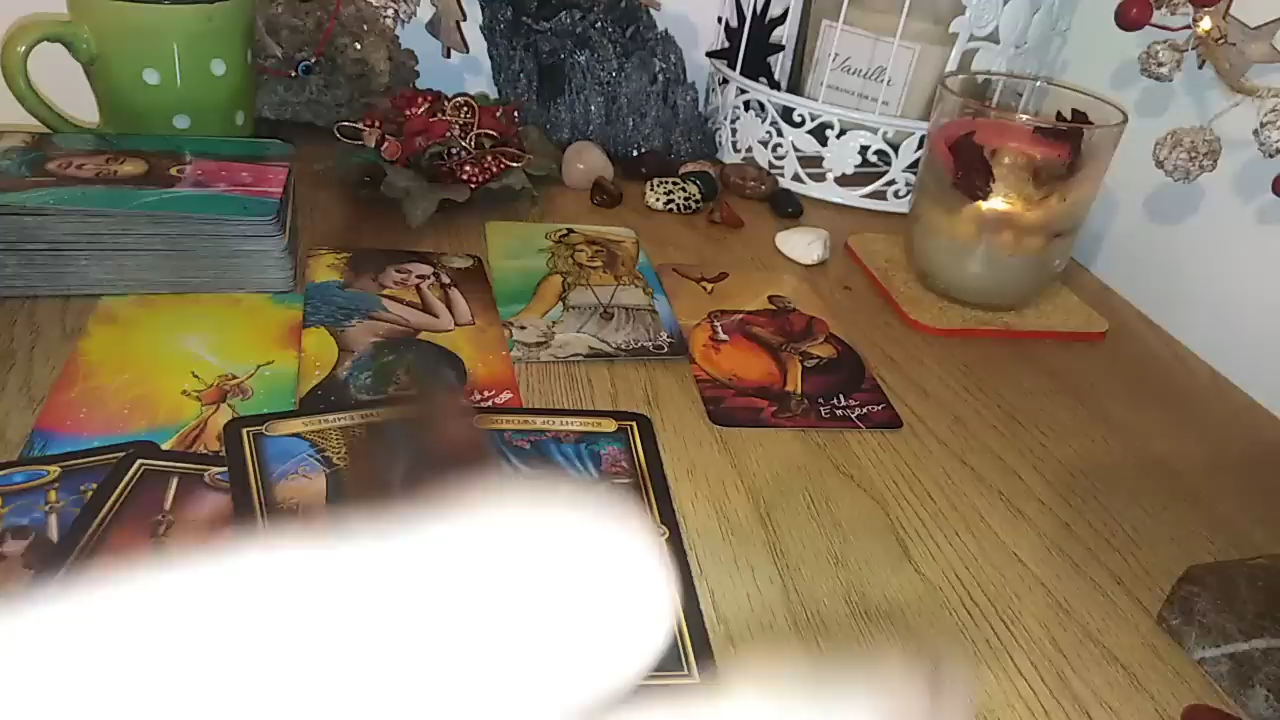 Vanilla
Strength
the
Empress
the
Emperor
THE EMPRESS
KNIGHT OF SWORDS